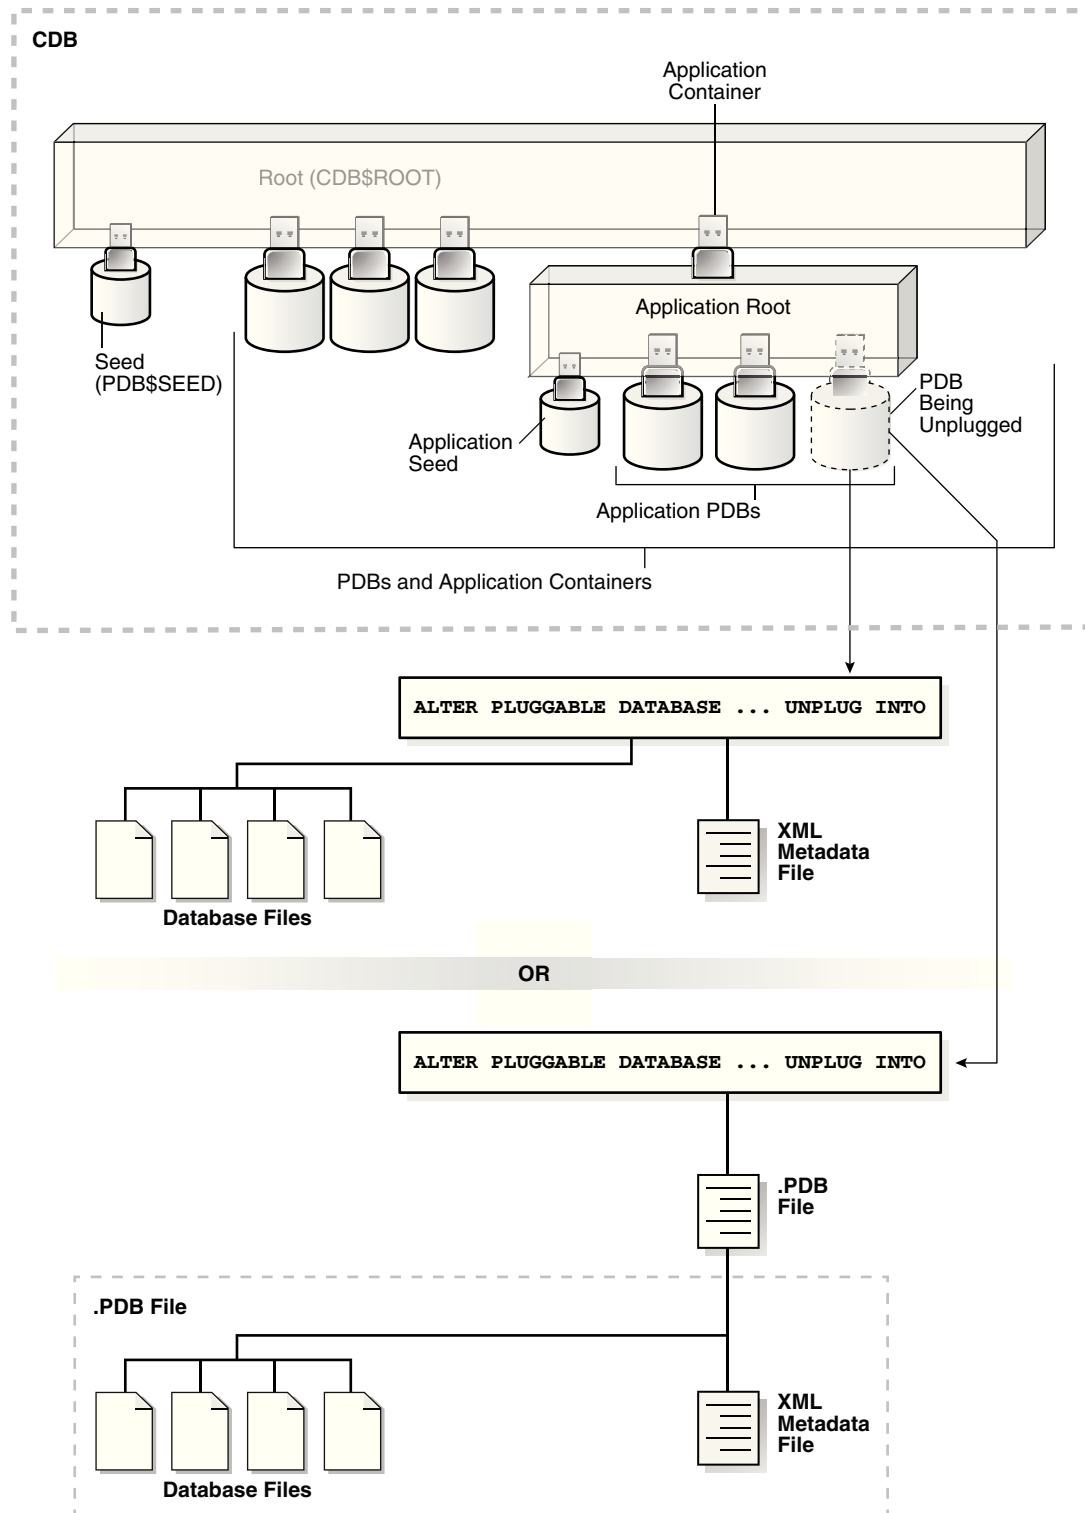 CDB
Application
Container
Root (CDB$ROOT)
Application Root
Seed
(PDB$SEED)
PDB
Being
Unplugged
Application
Seed
Application PDBs
PDBs and Application Containers
ALTER PLUGGABLE DATABASE ... UNPLUG INTO
XML
Metadata
File
Database Files
OR
ALTER PLUGGABLE DATABASE ... UNPLUG INTO
.PDB
File
.PDB File
XML
Metadata
File
Database Files